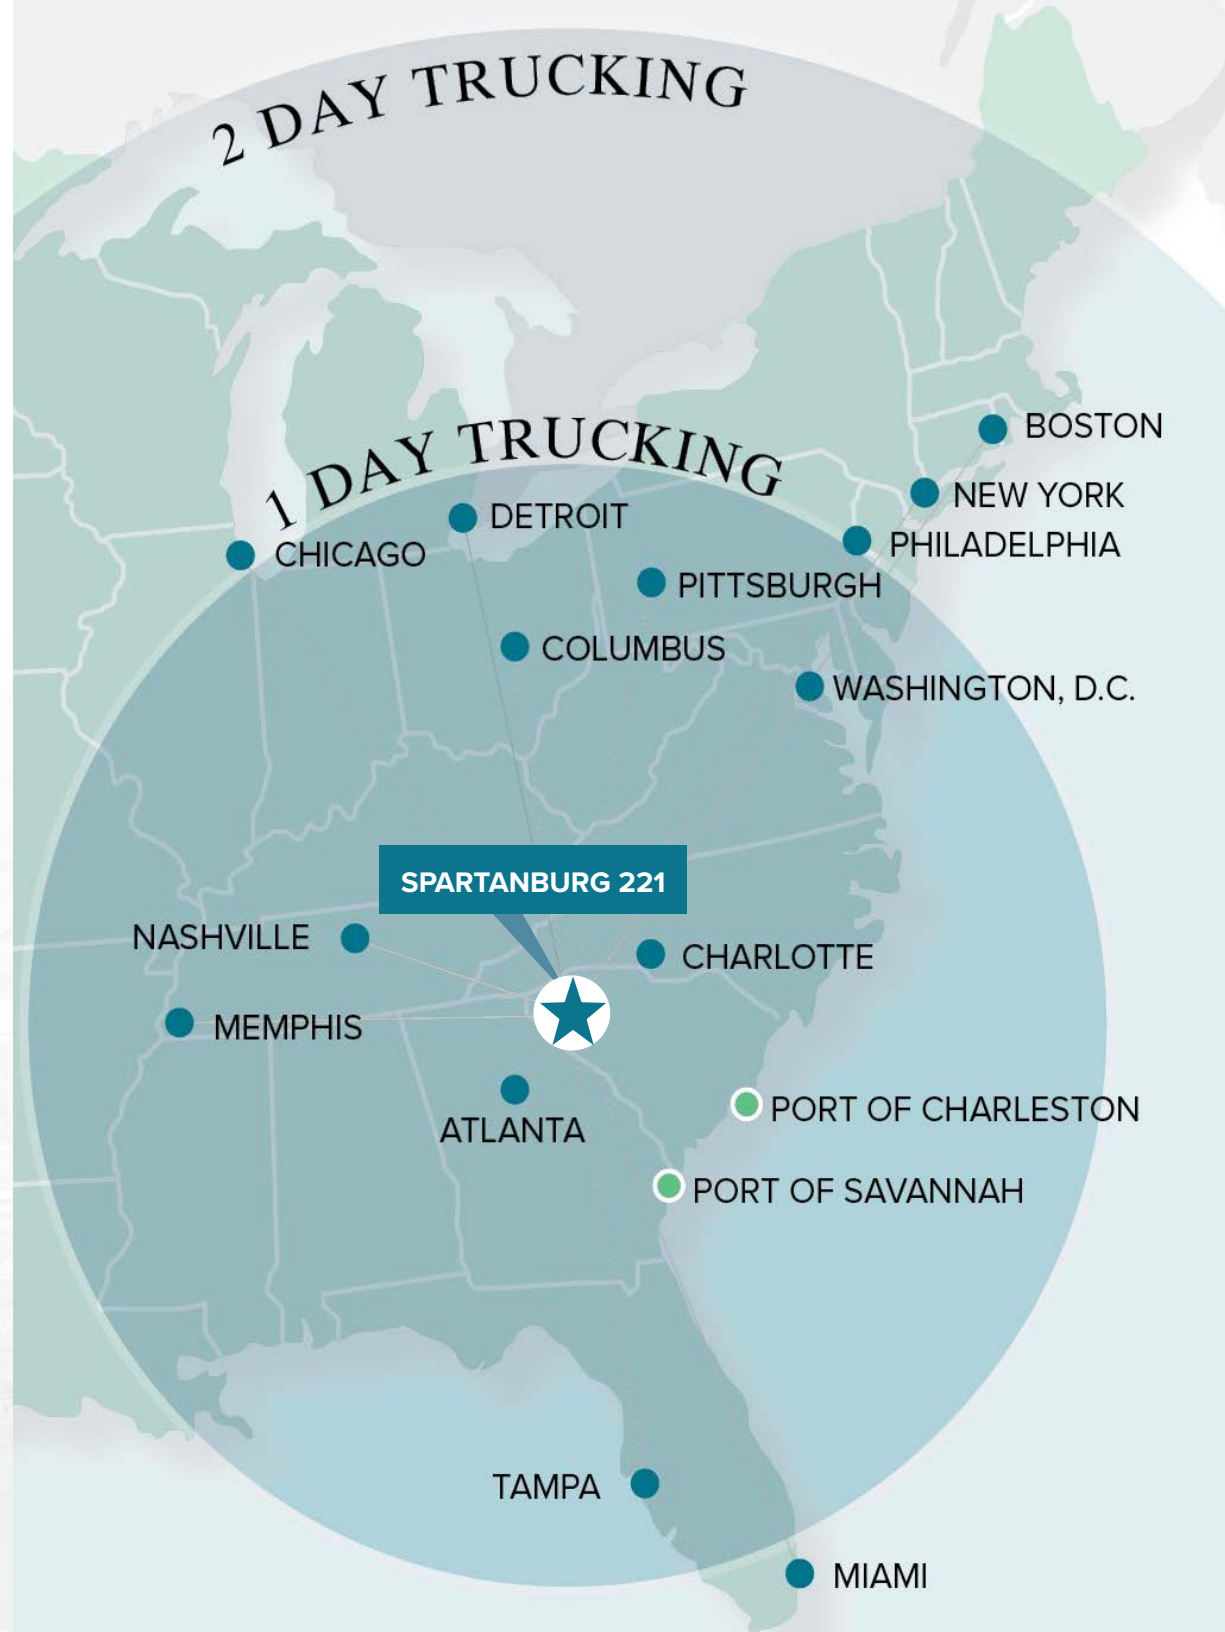 2 DAY TRUCKING
1 DAY TRUCKING
BOSTON
NEW YORK
DETROIT
PHILADELPHIA
CHICAGO
PITTSBURGH
COLUMBUS
WASHINGTON, D.C.
SPARTANBURG 221
NASHVILLE
CHARLOTTE
MEMPHIS
ATLANTA
PORT OF CHARLESTON
PORT OF SAVANNAH
TAMPA
MIAMI